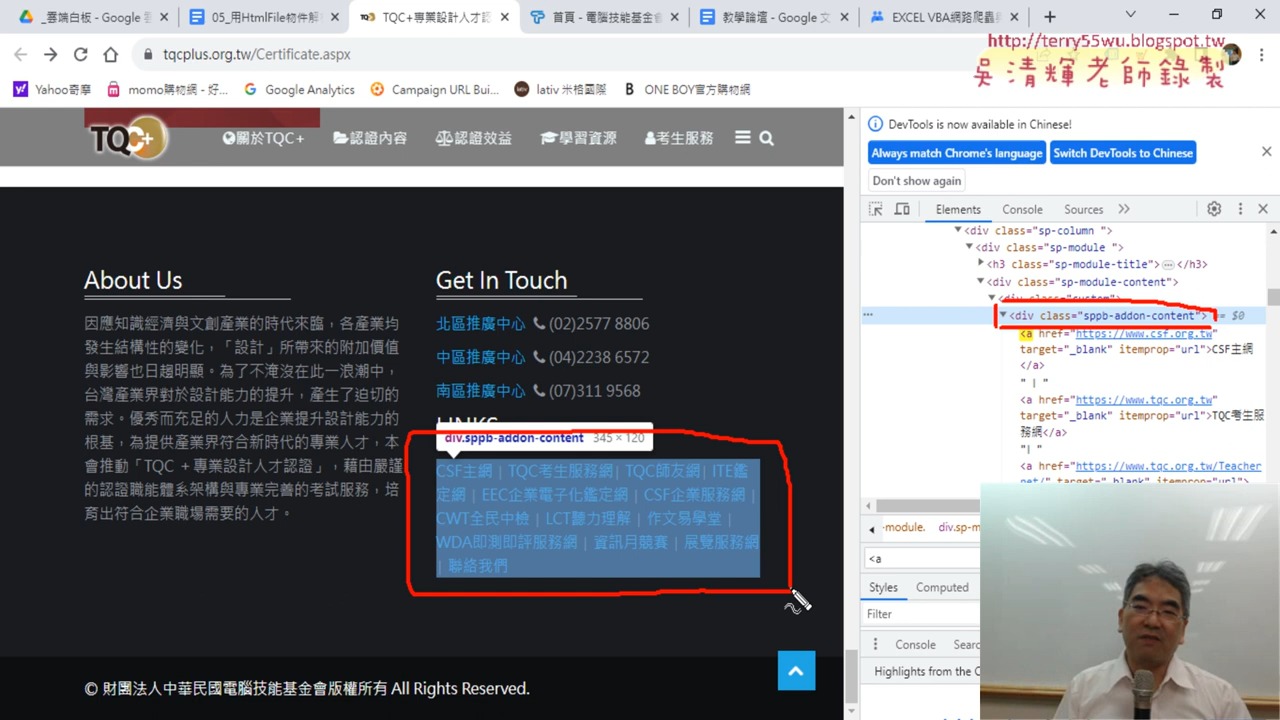 _雲端白板 - Google 雲
05_用HtmlFile物件解
TQC+專業設計人才認
首頁 - 電腦技能基金會
教學論壇 - Google 文
EXCEL VBA網路爬蟲
http://terry55wu.blogspot.tw
tqcplus.org.tw/Certificate.aspx
吳清輝老師錄製
Yahoo奇摩
momo購物網 - 好...
Google Analytics
Campaign URL Bui...
lativ 米格國際
ONE BOY官方購物網
TQC+
關於TQC+
認證內容
認證效益
學習資源
考生服務
DevTools is now available in Chinese!
Always match Chrome's language
Switch DevTools to Chinese
Don't show again
Elements
Console
Sources
<div class="sp-column ">
<div class="sp-module ">
<h3 class="sp-module-title">…</h3>
<div class="sp-module-content">
<div class="custom">
<div class="sppb-addon-content"> == $0
<a href="https://www.csf.org.tw"
target="_blank" itemprop="url">CSF主網
</a>
" | "
<a href="https://www.tqc.org.tw"
target="_blank" itemprop="url">TQC考生服
務網</a>
"| "
<a href="https://www.tqc.org.tw/Teacher
net/" target="_blank" itemprop="url">
-module.
div.sp-m
<a
Styles
Computed
Filter
Console
Searc
Highlights from the C
About Us
因應知識經濟與文創產業的時代來臨，各產業均
發生結構性的變化，「設計」所帶來的附加價值
與影響也日趨明顯。為了不淹沒在此一浪潮中，
台灣產業界對於設計能力的提升，產生了迫切的
需求。優秀而充足的人力是企業提升設計能力的
根基，為提供產業界符合新時代的專業人才，本
會推動「TQC +專業設計人才認證」，藉由嚴謹
的認證職能體系架構與專業完善的考試服務，培
育出符合企業職場需要的人才。
Get In Touch
北區推廣中心 (02)2577 8806
中區推廣中心 (04)2238 6572
南區推廣中心 (07)311 9568
LINKS
div.sppb-addon-content 345 × 120
CSF主網 | TQC考生服務網| TQC師友網| ITE鑑
定網 | EEC企業電子化鑑定網 | CSF企業服務網 |
CWT全民中檢 | LCT聽力理解 | 作文易學堂 |
WDA即測即評服務網 | 資訊月競賽 | 展覽服務網
| 聯絡我們
© 財團法人中華民國電腦技能基金會版權所有 All Rights Reserved.